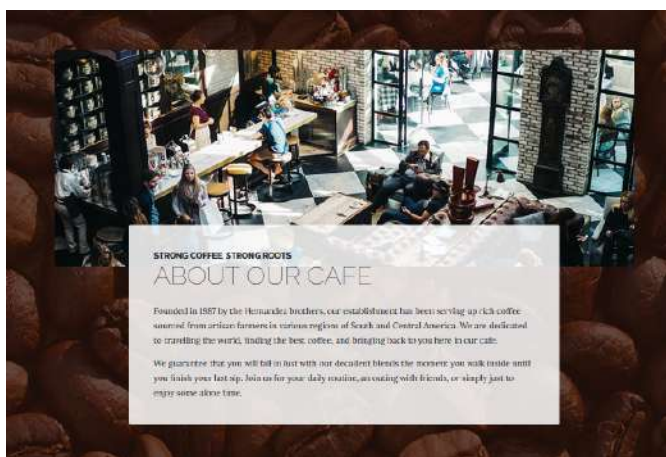 STRONG COFFEE STRONG ROOTS
ABOUT OUR CAFE
Founded in 1987 by the Hernandez brothers, our establishment has been serving up rich coffee
sourced from artisan farmers in various regions of South and Central America. We are dedicated
to travelling the world, finding the best coffee, and bringing back to you here in our cafe.
We guarantee that you will fall in lust with our decadent blends the moment you walk inside until
you finish your last sip. Join us for your daily routine, an outing with friends, or simply just to
enjoy some alone time.